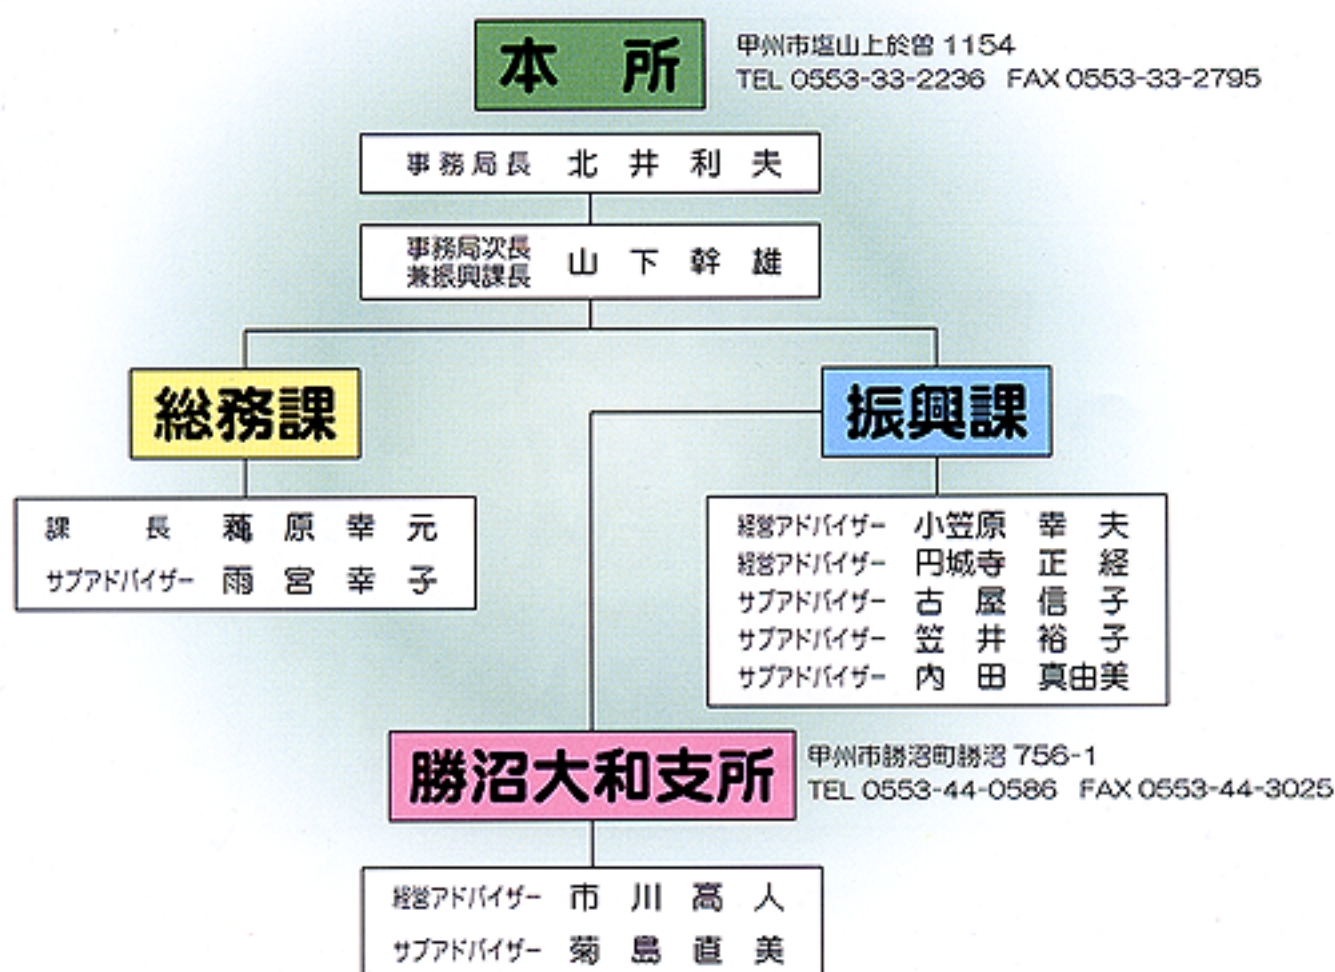 本所
甲州市塩山上於曽 1154
TEL 0553-33-2236 FAX 0553-33-2795
事務局長 北井利夫
事務局次長
兼振興課長 山下幹雄
総務課
課長 原幸元
サブアドバイザー 雨宮幸子
振興課
経営アドバイザー 小笠原幸夫
経営アドバイザー 円城寺正経
サブアドバイザー 古屋信子
サブアドバイザー 笠井裕子
サブアドバイザー 内田真由美
勝沼大和支所
甲州市勝沼町勝沼 756-1
TEL 0553-44-0586 FAX 0553-44-3025
経営アドバイザー 市川高人
サブアドバイザー 菊島直美